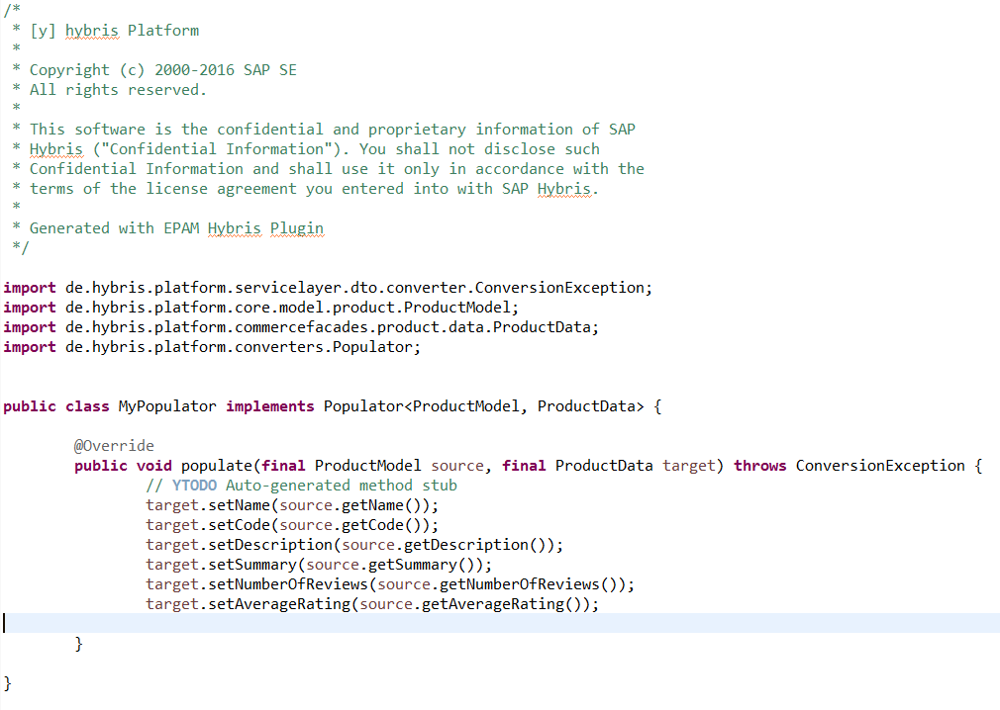 /*
 * [y] hybris Platform
 *
 * Copyright (c) 2000-2016 SAP SE
 * All rights reserved.
 *
 * This software is the confidential and proprietary information of SAP
 * Hybris ("Confidential Information"). You shall not disclose such
 * Confidential Information and shall use it only in accordance with the
 * terms of the license agreement you entered into with SAP Hybris.
 *
 * Generated with EPAM Hybris Plugin
 */

import de.hybris.platform.servicelayer.dto.converter.ConversionException;
import de.hybris.platform.core.model.product.ProductModel;
import de.hybris.platform.commercefacades.product.data.ProductData;
import de.hybris.platform.converters.Populator;


public class MyPopulator implements Populator<ProductModel, ProductData> {

        @Override
        public void populate(final ProductModel source, final ProductData target) throws ConversionException {
                // YTODO Auto-generated method stub
                target.setName(source.getName());
                target.setCode(source.getCode());
                target.setDescription(source.getDescription());
                target.setSummary(source.getSummary());
                target.setNumberOfReviews(source.getNumberOfReviews());
                target.setAverageRating(source.getAverageRating());

        }

}